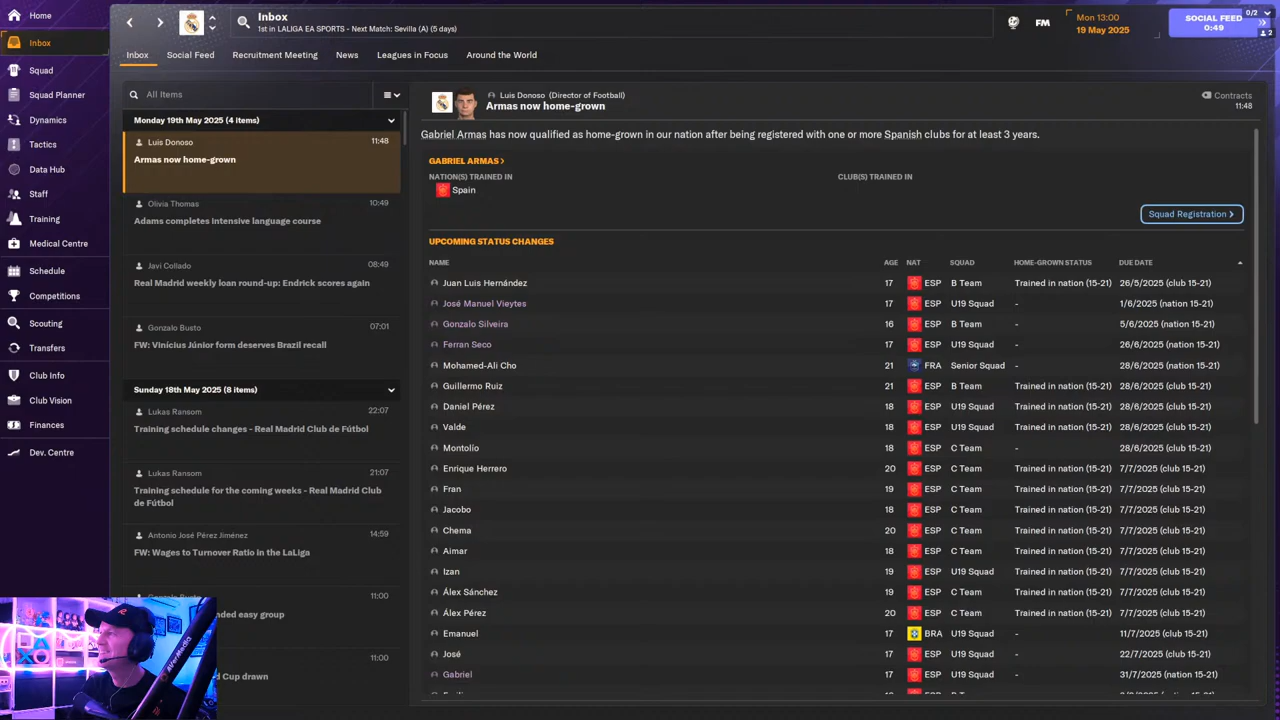 Home
Inbox
Squad
Squad Planner
Dynamics
Tactics
Data Hub
Staff
Training
Medical Centre
Schedule
Competitions
Scouting
Transfers
Club Info
Club Vision
Finances
Dev. Centre
Inbox
1st in LALIGA EA SPORTS - Next Match: Sevilla (A) (5 days)
FM
Mon 13:00
19 May 2025
SOCIAL FEED
0:49
0/2
2
Inbox
Social Feed
Recruitment Meeting
News
Leagues in Focus
Around the World
All Items
Monday 19th May 2025 (4 items)
Luis Donoso 11:48
Armas now home-grown
Olivia Thomas 10:49
Adams completes intensive language course
Javi Collado 08:49
Real Madrid weekly loan round-up: Endrick scores again
Gonzalo Busto 07:01
FW: Vinícius Júnior form deserves Brazil recall
Sunday 18th May 2025 (8 items)
Lukas Ransom 22:07
Training schedule changes - Real Madrid Club de Fútbol
Lukas Ransom 21:07
Training schedule for the coming weeks - Real Madrid Club
de Fútbol
Antonio José Pérez Jiménez 14:59
FW: Wages to Turnover Ratio in the LaLiga
11:00
easy group
11:00
Cup drawn
AVerMedia
Luis Donoso (Director of Football)
Armas now home-grown
Contracts
11:48
Gabriel Armas has now qualified as home-grown in our nation after being registered with one or more Spanish clubs for at least 3 years.
GABRIEL ARMAS >
NATION(S) TRAINED IN CLUB(S) TRAINED IN
Spain
Squad Registration >
UPCOMING STATUS CHANGES
NAME AGE NAT SQUAD HOME-GROWN STATUS DUE DATE
Juan Luis Hernández 17 ESP B Team Trained in nation (15-21) 26/5/2025 (club 15-21)
José Manuel Vieytes 17 ESP U19 Squad - 1/6/2025 (nation 15-21)
Gonzalo Silveira 16 ESP B Team - 5/6/2025 (nation 15-21)
Ferran Seco 17 ESP U19 Squad - 26/6/2025 (nation 15-21)
Mohamed-Ali Cho 21 FRA Senior Squad - 28/6/2025 (nation 15-21)
Guillermo Ruiz 21 ESP B Team Trained in nation (15-21) 28/6/2025 (club 15-21)
Daniel Pérez 18 ESP U19 Squad Trained in nation (15-21) 28/6/2025 (club 15-21)
Valde 18 ESP U19 Squad Trained in nation (15-21) 28/6/2025 (club 15-21)
Montolío 18 ESP C Team - 28/6/2025 (club 15-21)
Enrique Herrero 20 ESP C Team Trained in nation (15-21) 7/7/2025 (club 15-21)
Fran 19 ESP C Team Trained in nation (15-21) 7/7/2025 (club 15-21)
Jacobo 18 ESP C Team Trained in nation (15-21) 7/7/2025 (club 15-21)
Chema 20 ESP C Team Trained in nation (15-21) 7/7/2025 (club 15-21)
Aimar 18 ESP C Team Trained in nation (15-21) 7/7/2025 (club 15-21)
Izan 19 ESP U19 Squad Trained in nation (15-21) 7/7/2025 (club 15-21)
Álex Sánchez 19 ESP C Team Trained in nation (15-21) 7/7/2025 (club 15-21)
Álex Pérez 20 ESP C Team Trained in nation (15-21) 7/7/2025 (club 15-21)
Emanuel 17 BRA U19 Squad - 11/7/2025 (club 15-21)
José 17 ESP U19 Squad - 22/7/2025 (club 15-21)
Gabriel 17 ESP U19 Squad - 31/7/2025 (nation 15-21)